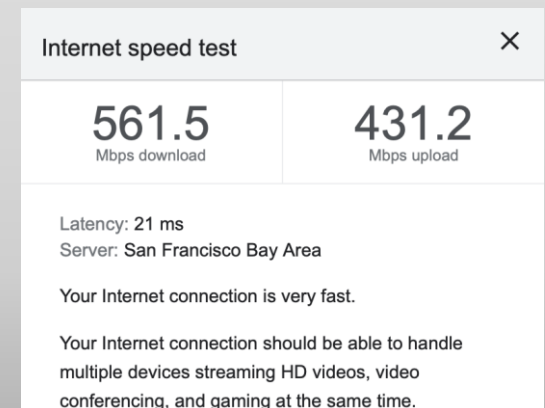 Internet speed test
561.5
Mbps download
431.2
Mbps upload
Latency: 21 ms
Server: San Francisco Bay Area
Your Internet connection is very fast.
Your Internet connection should be able to handle
multiple devices streaming HD videos, video
conferencing, and gaming at the same time.